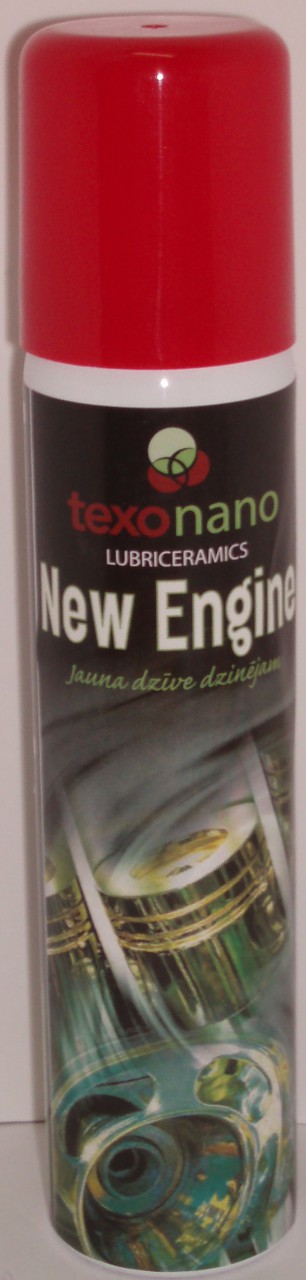 texonano
LUBRICERAMICS
New Engine
Jauna dzīve dzinējam